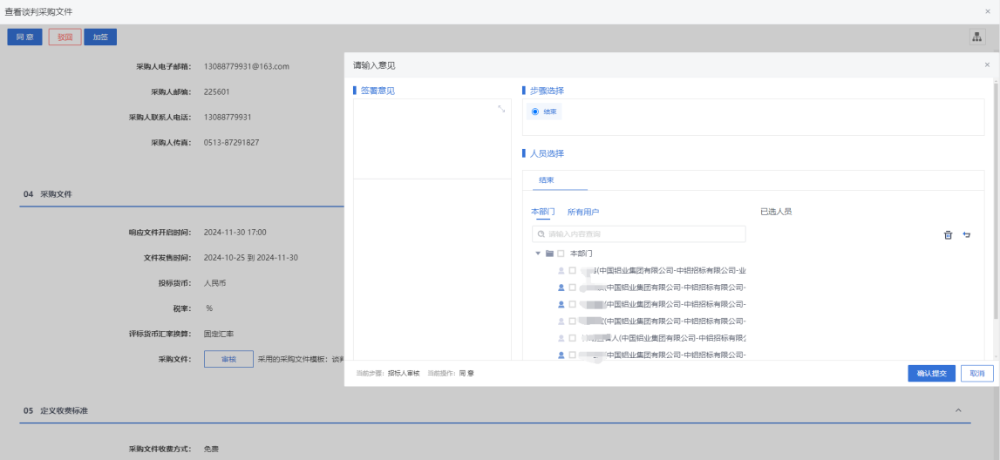 查看谈判采购文件
同意 驳回 加签
采购人电子邮箱: 13088779931@163.com
采购人邮编: 225601
采购人联系人电话: 13088779931
采购人传真: 0513-87291827
04 采购文件
响应文件开启时间: 2024-11-30 17:00
文件发售时间: 2024-10-25 到 2024-11-30
投标货币: 人民币
税率: %
评标货币汇率换算: 固定汇率
采购文件: 审核 采用的采购文件模板: 谈
05 定义收费标准
采购文件收费方式: 免费
请输入意见
签署意见
步骤选择
结束
人员选择
结束
本部门 所有用户
已选人员
请输入内容查询
本部门
(中国铝业集团有限公司-中铝招标有限公司-业
(中国铝业集团有限公司-中铝招标有限公司-
(中国铝业集团有限公司-中铝招标有限公司-
(中国铝业集团有限公司-中铝招标有限公司-
人(中国铝业集团有限公司-中铝招标有限
中国铝业集团有限公司-中铝招标有限公司-
当前步骤: 招标人审核 当前操作: 同意
确认提交 取消